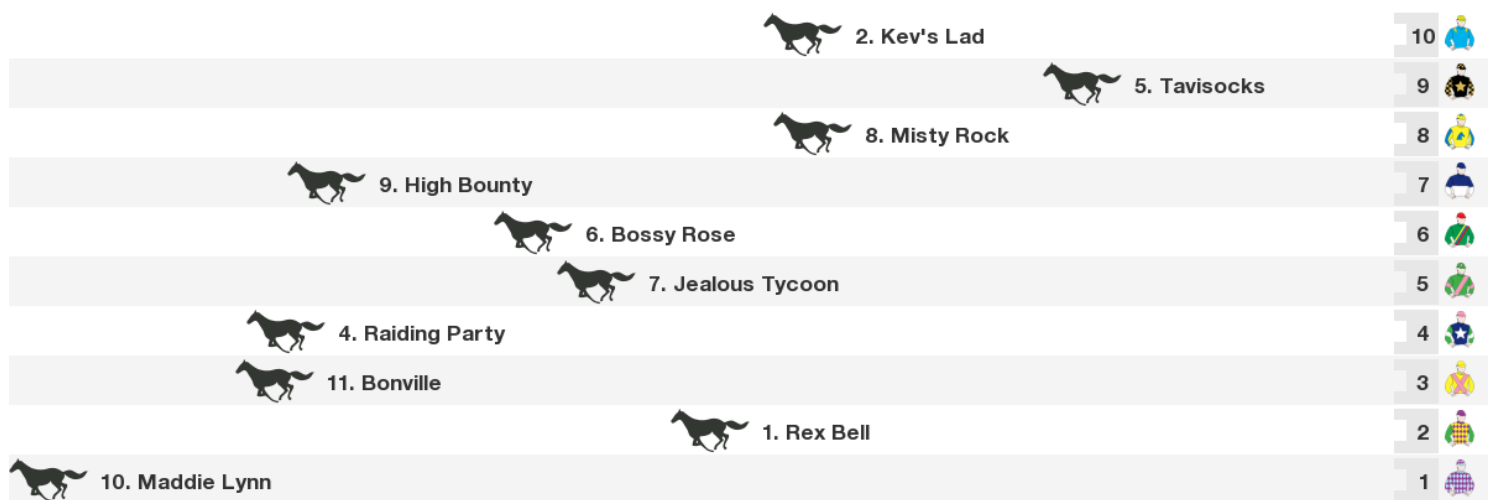 2. Kev's Lad 10
5. Tavisocks 9
8. Misty Rock 8
9. High Bounty 7
6. Bossy Rose 6
7. Jealous Tycoon 5
4. Raiding Party 4
11. Bonville 3
1. Rex Bell 2
10. Maddie Lynn 1